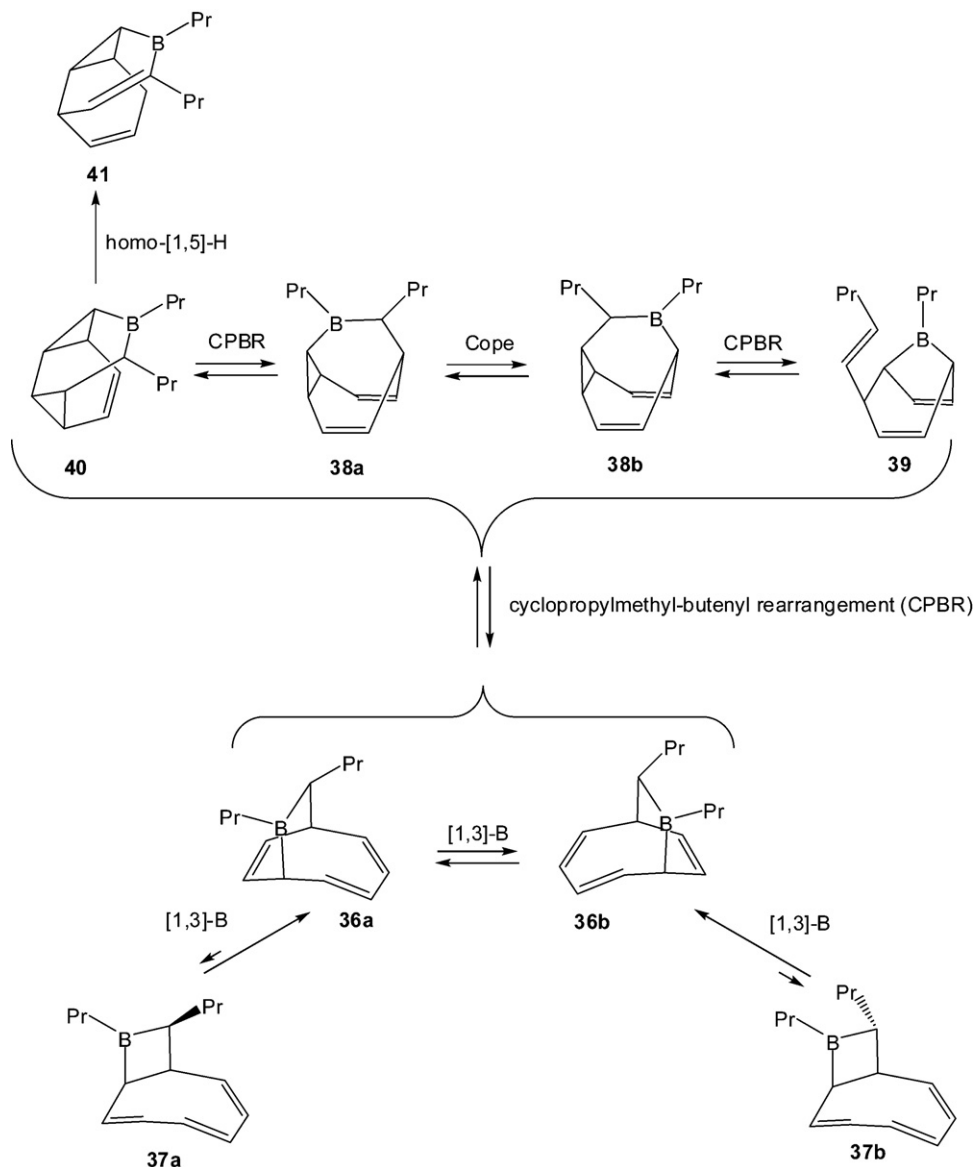 Pr
B
Pr
41
homo-[1,5]-H
Pr
B
Pr
40
CPBR
Pr
Pr
B
38a
Cope
Pr
Pr
B
38b
CPBR
Pr
Pr
B
39
cyclopropylmethyl-butenyl rearrangement (CPBR)
Pr
Pr
B
36a
[1,3]-B
Pr
Pr
B
36b
[1,3]-B
[1,3]-B
Pr
Pr
B
37a
Pr
Pr
B
37b